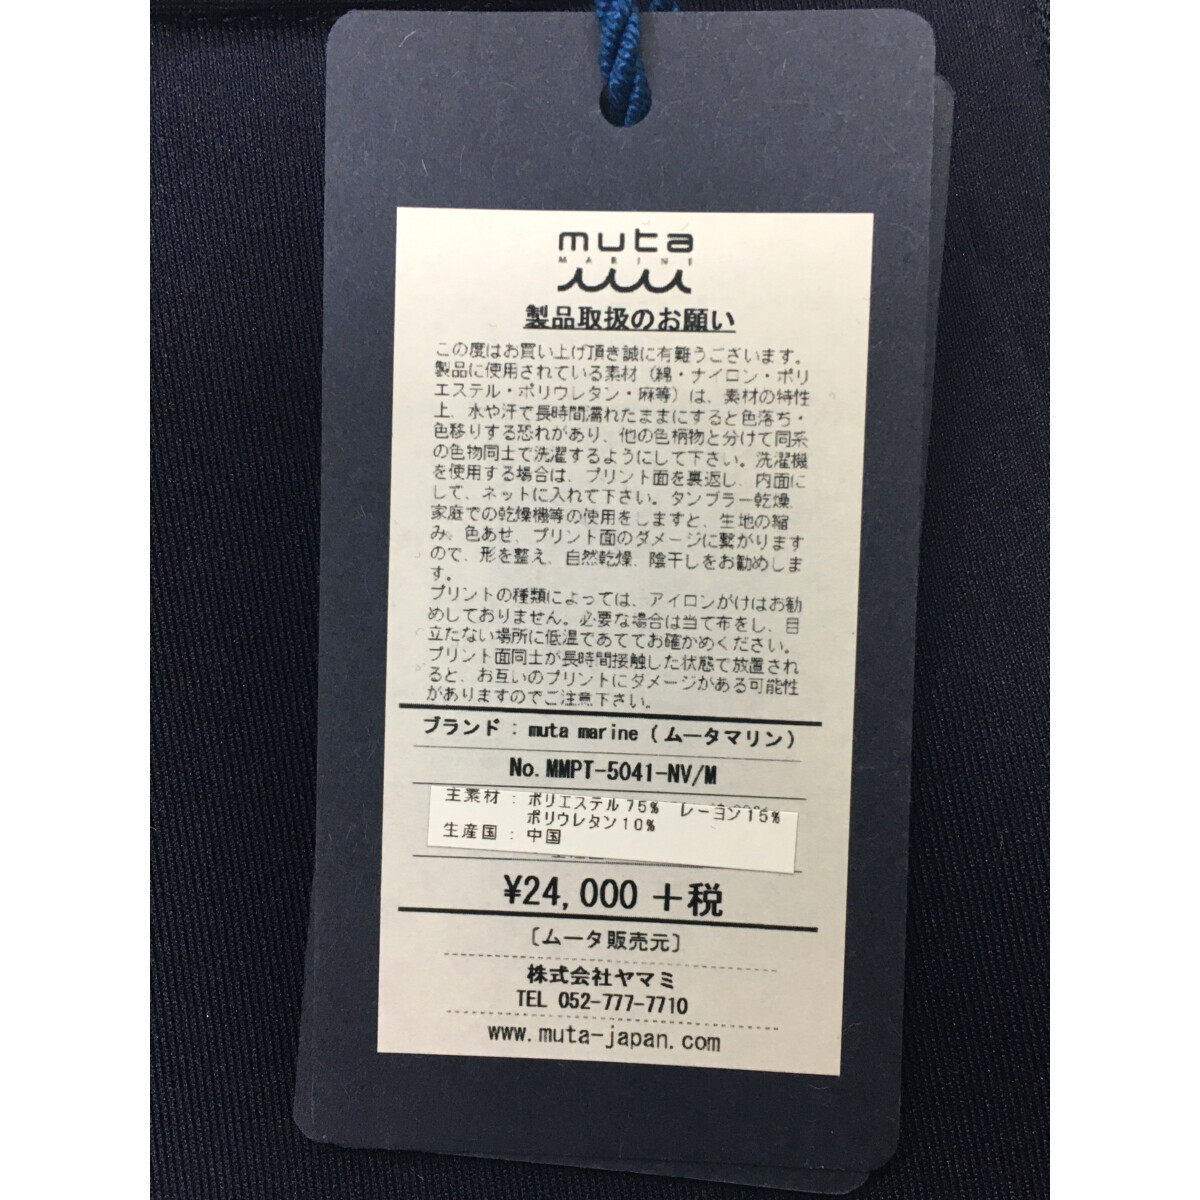 muta
MARINE
製品取扱のお願い
この度はお買い上げ頂き誠に有難うございます。
製品に使用されている素材（綿・ナイロン・ポリ
エステル・ポリウレタン・麻等）は、素材の特性
上、水や汗で長時間濡れたままにすると色落ち・
色移りする恐れがあり、他の色柄物と分けて同系
の色物同士で洗濯するようにして下さい。洗濯機
を使用する場合は、プリント面を裏返し、内面に
して、ネットに入れて下さい。タンブラー乾燥、
家庭での乾燥機等の使用をしますと、生地の縮
み、色あせ、プリント面のダメージに繋がります
ので、形を整え、自然乾燥、陰干しをお勧めしま
す。
プリントの種類によっては、アイロンがけはお勧
めしておりません。必要な場合は当て布をし、目
立たない場所に低温であててお確かめください。
プリント面同士が長時間接触した状態で放置され
ると、お互いのプリントにダメージがある可能性
がありますのでご注意下さい。
ブランド：muta marine（ムータマリン）
No. MMPT-5041-NV/M
主素材：ポリエステル75% レーヨン15%
ポリウレタン10%
生産国：中国
¥24,000 +税
〔ムータ販売元〕
株式会社ヤマミ
TEL 052-777-7710
www.muta-japan.com